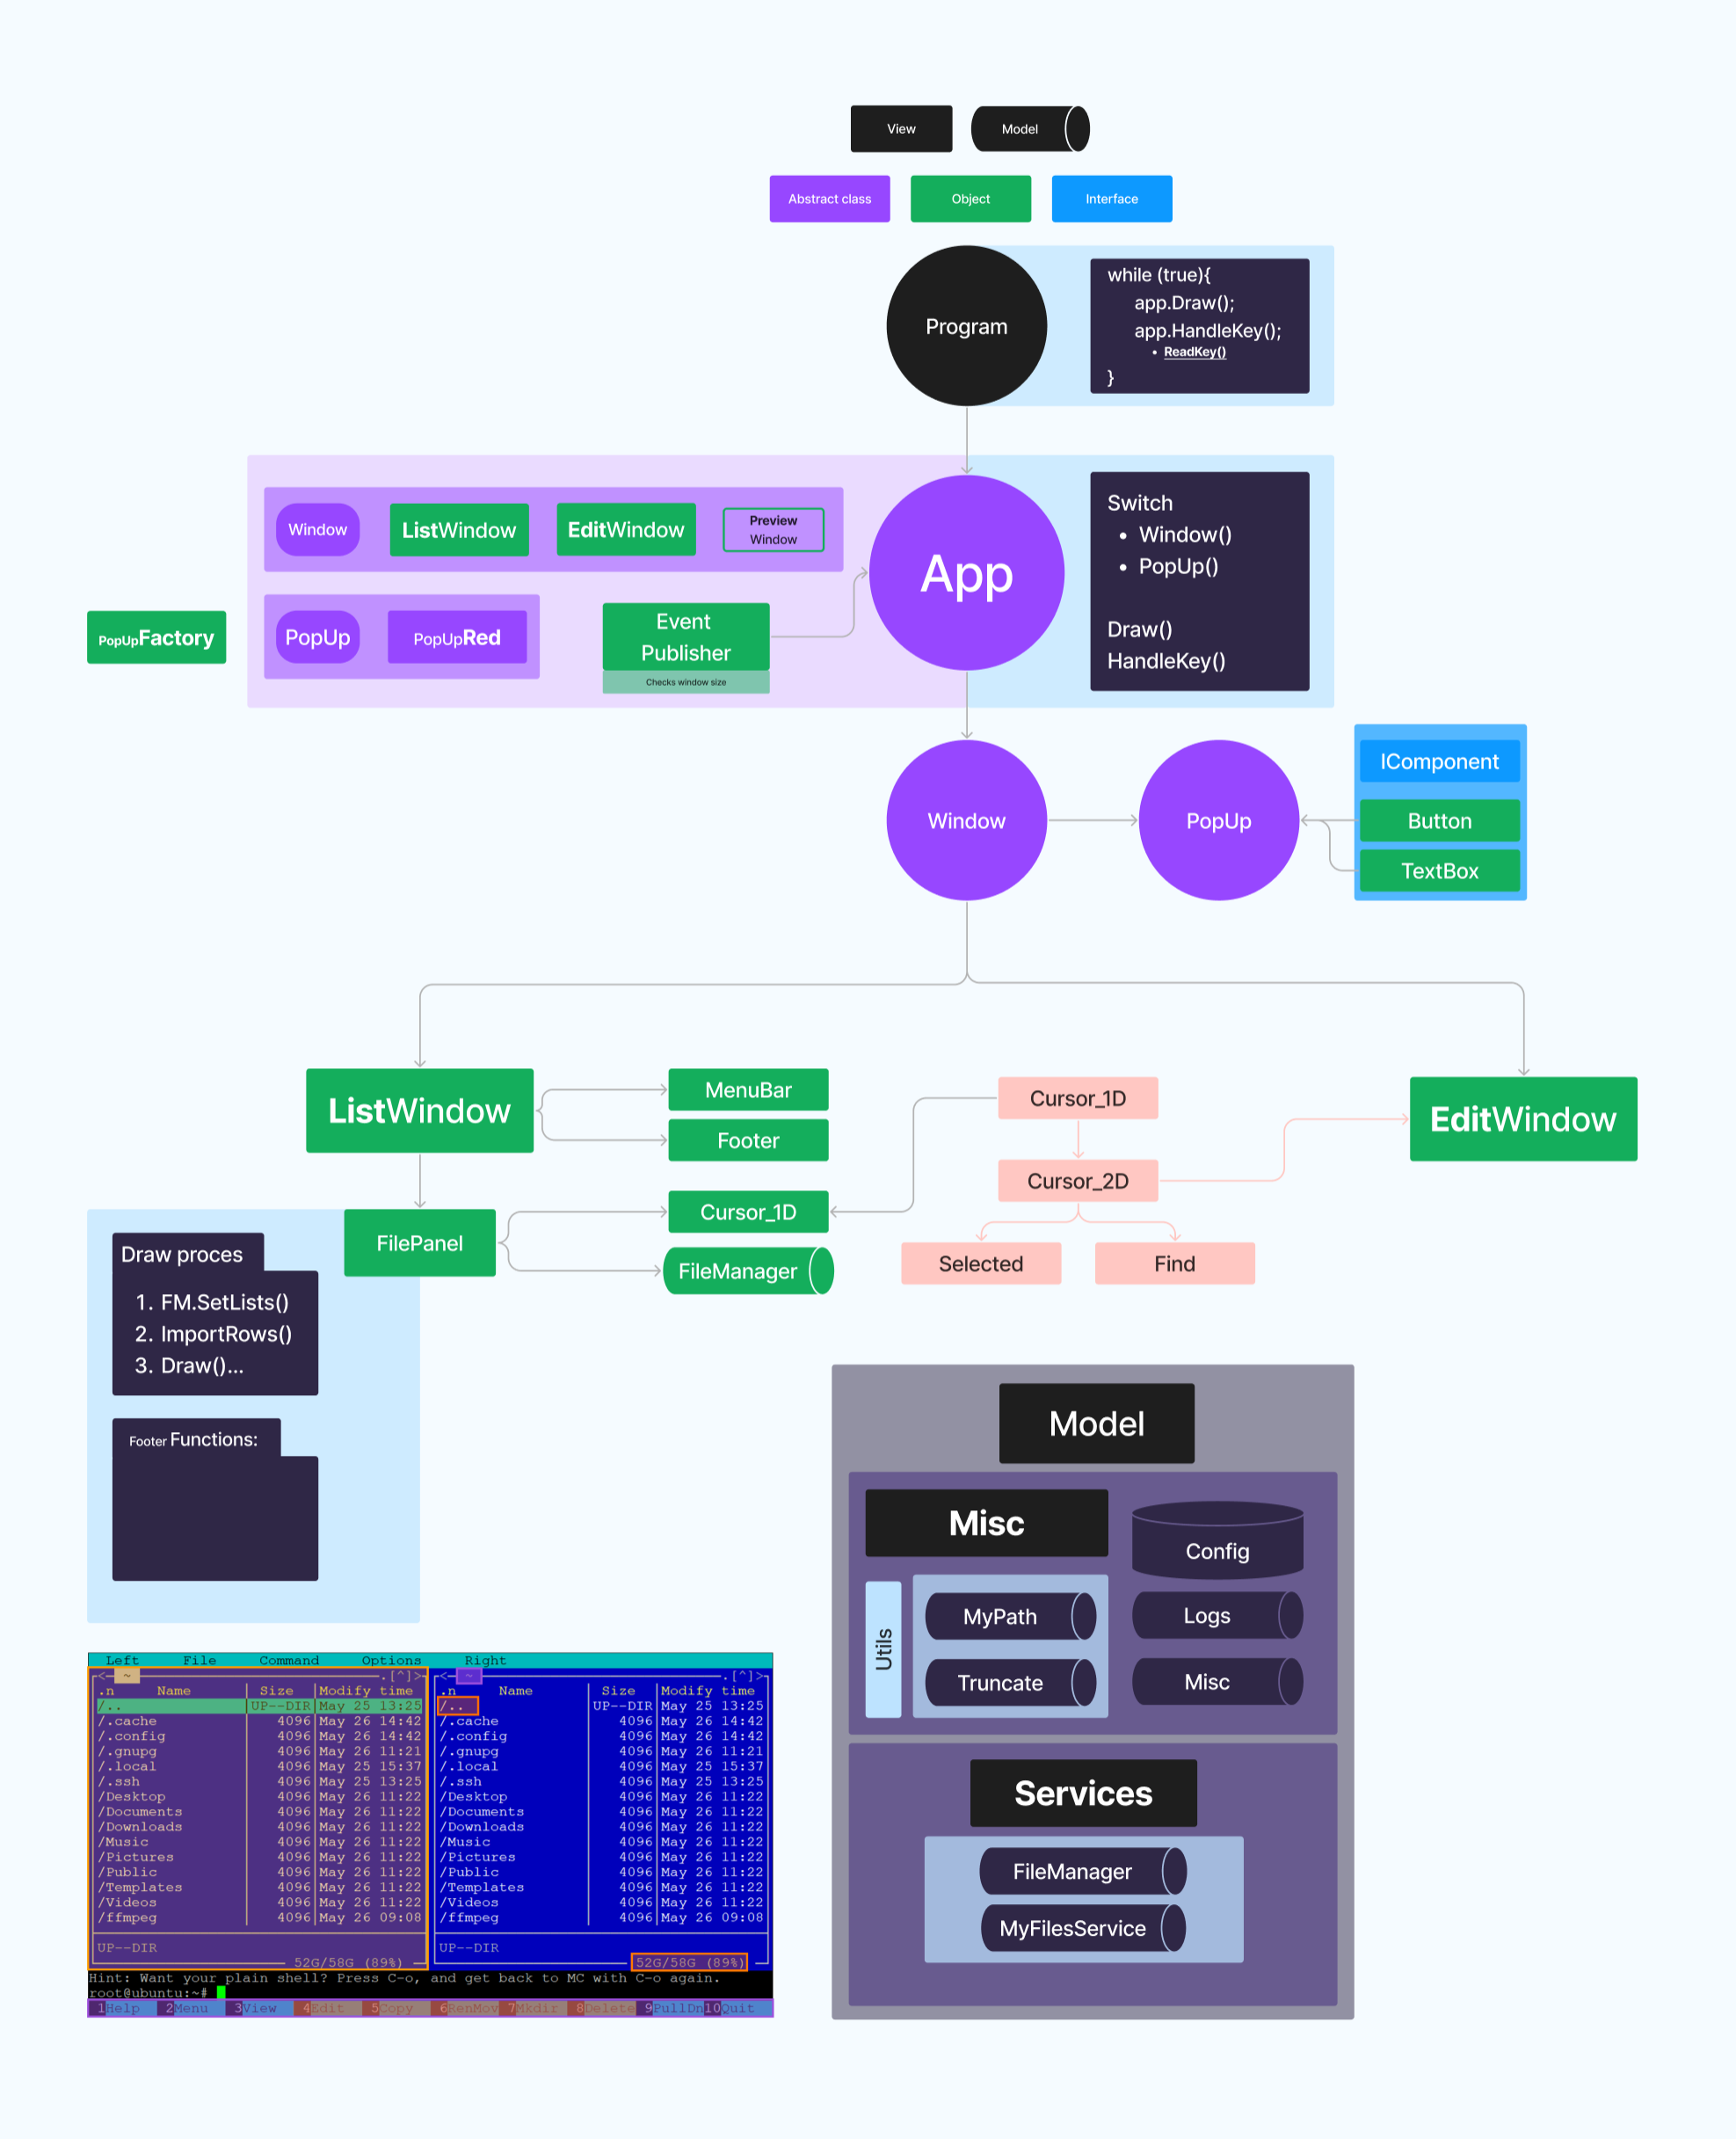 View
Model
Abstract class
Object
Interface
Program
while (true){
app.Draw();
app.HandleKey();
• ReadKey()
}
Window
ListWindow
EditWindow
Preview
Window
PopUpFactory
PopUp
PopUpRed
Event
Publisher
Checks window size
App
Switch
• Window()
• PopUp()
Draw()
HandleKey()
Window
PopUp
IComponent
Button
TextBox
ListWindow
MenuBar
Footer
Cursor_1D
Cursor_2D
EditWindow
FilePanel
Cursor_1D
FileManager
Selected
Find
Draw proces
1. FM.SetLists()
2. ImportRows()
3. Draw()...
Footer Functions:
Model
Misc
Config
Utils
MyPath
Truncate
Logs
Misc
Services
FileManager
MyFilesService
Left File Command Options Right
<- ~ .[^]> <- ~ .[^]>
.n Name Size Modify time .n Name Size Modify time
/.. UP--DIR May 25 13:25 /.. UP--DIR May 25 13:25
/.cache 4096 May 26 14:42 /.cache 4096 May 26 14:42
/.config 4096 May 26 14:42 /.config 4096 May 26 14:42
/.gnupg 4096 May 26 11:21 /.gnupg 4096 May 26 11:21
/.local 4096 May 25 15:37 /.local 4096 May 25 15:37
/.ssh 4096 May 25 13:25 /.ssh 4096 May 25 13:25
/Desktop 4096 May 26 11:22 /Desktop 4096 May 26 11:22
/Documents 4096 May 26 11:22 /Documents 4096 May 26 11:22
/Downloads 4096 May 26 11:22 /Downloads 4096 May 26 11:22
/Music 4096 May 26 11:22 /Music 4096 May 26 11:22
/Pictures 4096 May 26 11:22 /Pictures 4096 May 26 11:22
/Public 4096 May 26 11:22 /Public 4096 May 26 11:22
/Templates 4096 May 26 11:22 /Templates 4096 May 26 11:22
/Videos 4096 May 26 11:22 /Videos 4096 May 26 11:22
/ffmpeg 4096 May 26 09:08 /ffmpeg 4096 May 26 09:08
UP--DIR UP--DIR
52G/58G (89%) 52G/58G (89%)
Hint: Want your plain shell? Press C-o, and get back to MC with C-o again.
root@ubuntu:~#
1Help 2Menu 3View 4Edit 5Copy 6RenMov 7Mkdir 8Delete 9PullDn 10Quit